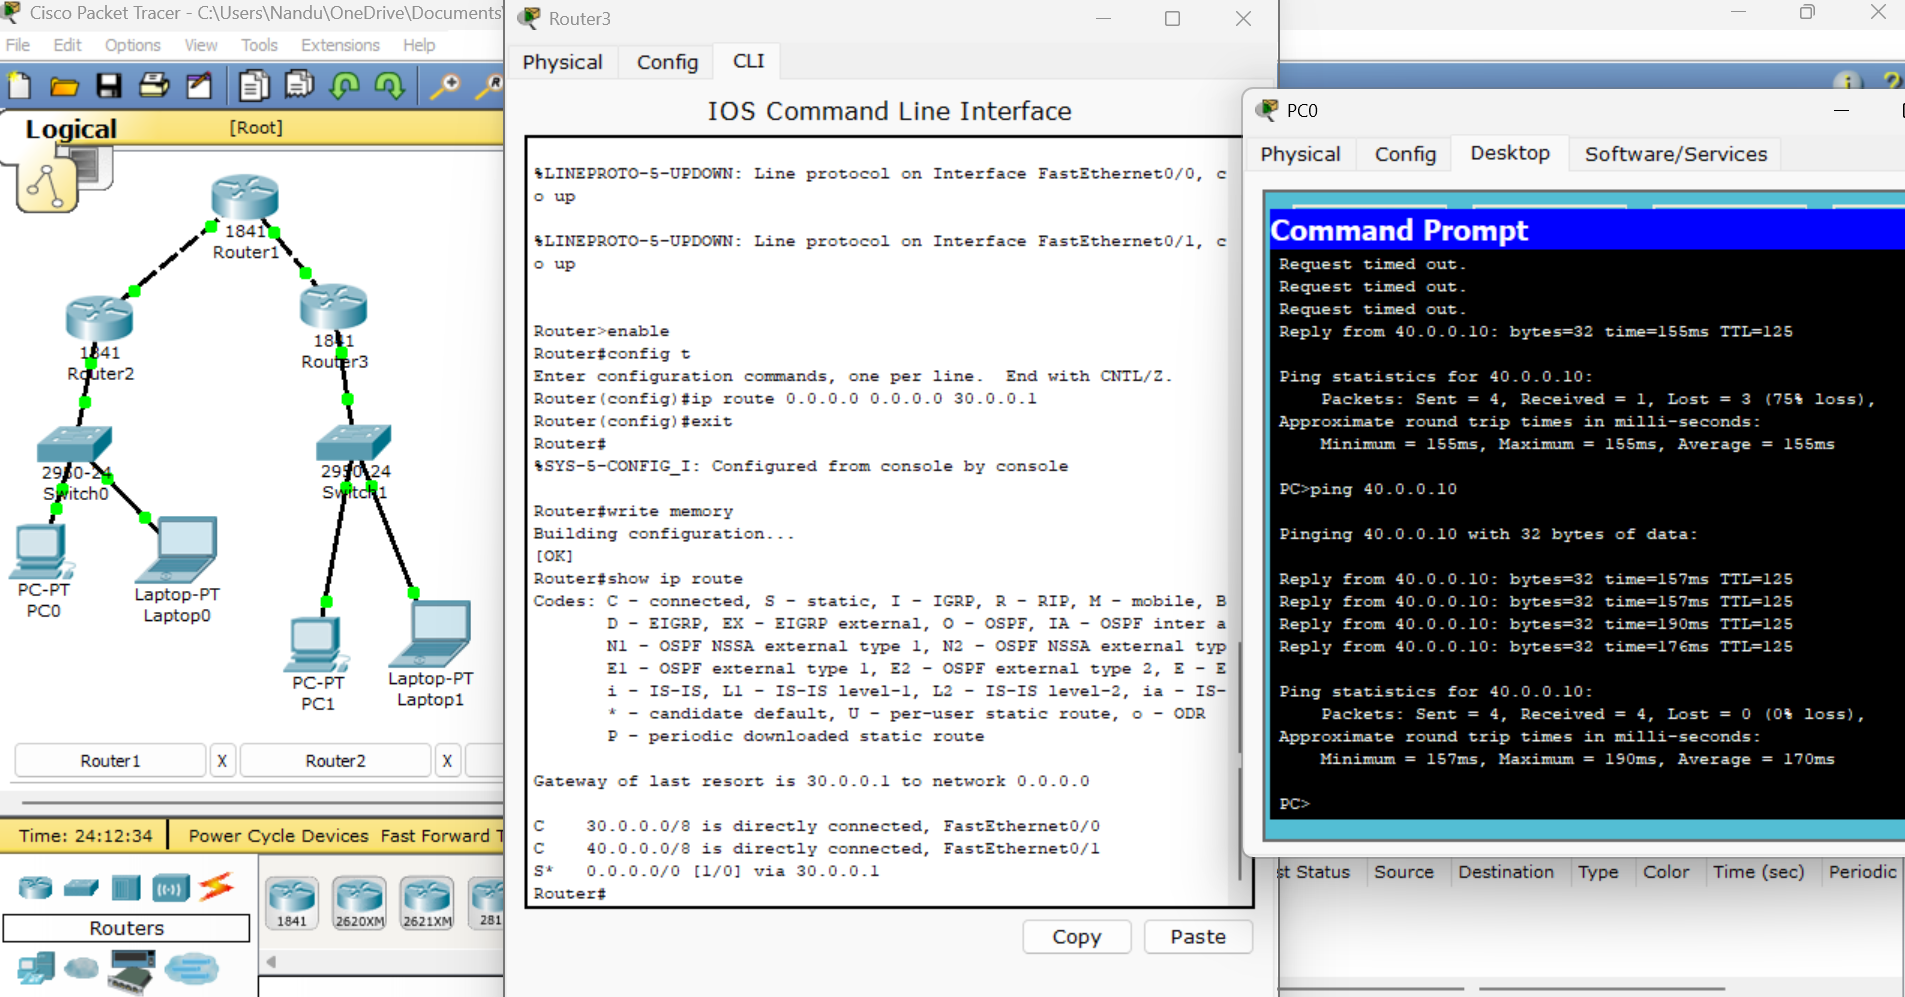 Cisco Packet Tracer - C:\Users\Nandu\OneDrive\Documents\
File Edit Options View Tools Extensions Help
Logical
[Root]
1841
Router1
1841
Router2
1841
Router3
2950-24
Switch0
2950-24
Switch1
PC-PT
PC0
Laptop-PT
Laptop0
PC-PT
PC1
Laptop-PT
Laptop1
Router1 X Router2 X
Time: 24:12:34 Power Cycle Devices Fast Forward T
Routers
1841 2620XM 2621XM 281
Router3
Physical Config CLI
IOS Command Line Interface
%LINEPROTO-5-UPDOWN: Line protocol on Interface FastEthernet0/0, c
o up
%LINEPROTO-5-UPDOWN: Line protocol on Interface FastEthernet0/1, c
o up
Router>enable
Router#config t
Enter configuration commands, one per line. End with CNTL/Z.
Router(config)#ip route 0.0.0.0 0.0.0.0 30.0.0.1
Router(config)#exit
Router#
%SYS-5-CONFIG_I: Configured from console by console
Router#write memory
Building configuration...
[OK]
Router#show ip route
Codes: C - connected, S - static, I - IGRP, R - RIP, M - mobile, B
D - EIGRP, EX - EIGRP external, O - OSPF, IA - OSPF inter a
N1 - OSPF NSSA external type 1, N2 - OSPF NSSA external typ
E1 - OSPF external type 1, E2 - OSPF external type 2, E - E
i - IS-IS, L1 - IS-IS level-1, L2 - IS-IS level-2, ia - IS-
* - candidate default, U - per-user static route, o - ODR
P - periodic downloaded static route
Gateway of last resort is 30.0.0.1 to network 0.0.0.0
C 30.0.0.0/8 is directly connected, FastEthernet0/0
C 40.0.0.0/8 is directly connected, FastEthernet0/1
S* 0.0.0.0/0 [1/0] via 30.0.0.1
Router#
Copy Paste
PC0
Physical Config Desktop Software/Services
Command Prompt
Request timed out.
Request timed out.
Request timed out.
Reply from 40.0.0.10: bytes=32 time=155ms TTL=125
Ping statistics for 40.0.0.10:
Packets: Sent = 4, Received = 1, Lost = 3 (75% loss),
Approximate round trip times in milli-seconds:
Minimum = 155ms, Maximum = 155ms, Average = 155ms
PC>ping 40.0.0.10
Pinging 40.0.0.10 with 32 bytes of data:
Reply from 40.0.0.10: bytes=32 time=157ms TTL=125
Reply from 40.0.0.10: bytes=32 time=157ms TTL=125
Reply from 40.0.0.10: bytes=32 time=190ms TTL=125
Reply from 40.0.0.10: bytes=32 time=176ms TTL=125
Ping statistics for 40.0.0.10:
Packets: Sent = 4, Received = 4, Lost = 0 (0% loss),
Approximate round trip times in milli-seconds:
Minimum = 157ms, Maximum = 190ms, Average = 170ms
PC>
st Status Source Destination Type Color Time (sec) Periodic